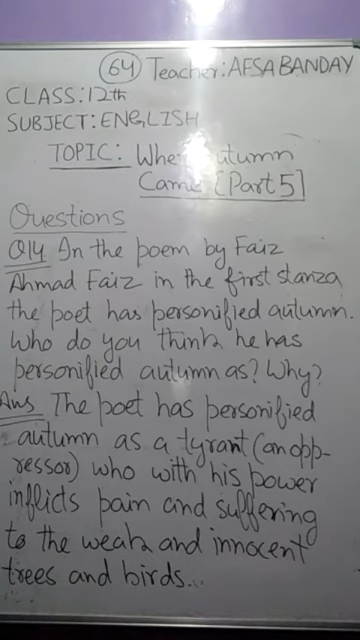 64 Teacher: AFSA BANDAY
CLASS: 12th
SUBJECT: ENGLISH
TOPIC: When Autumn
Came [Part 5]
Questions
Q14 In the poem by Faiz
Ahmad Faiz in the first stanza
the poet has personified autumn.
Who do you think he has
personified autumn as? Why?
Ans The poet has personified
autumn as a tyrant (an opp-
ressor) who with his power
inflicts pain and suffering
to the weak and innocent
trees and birds...